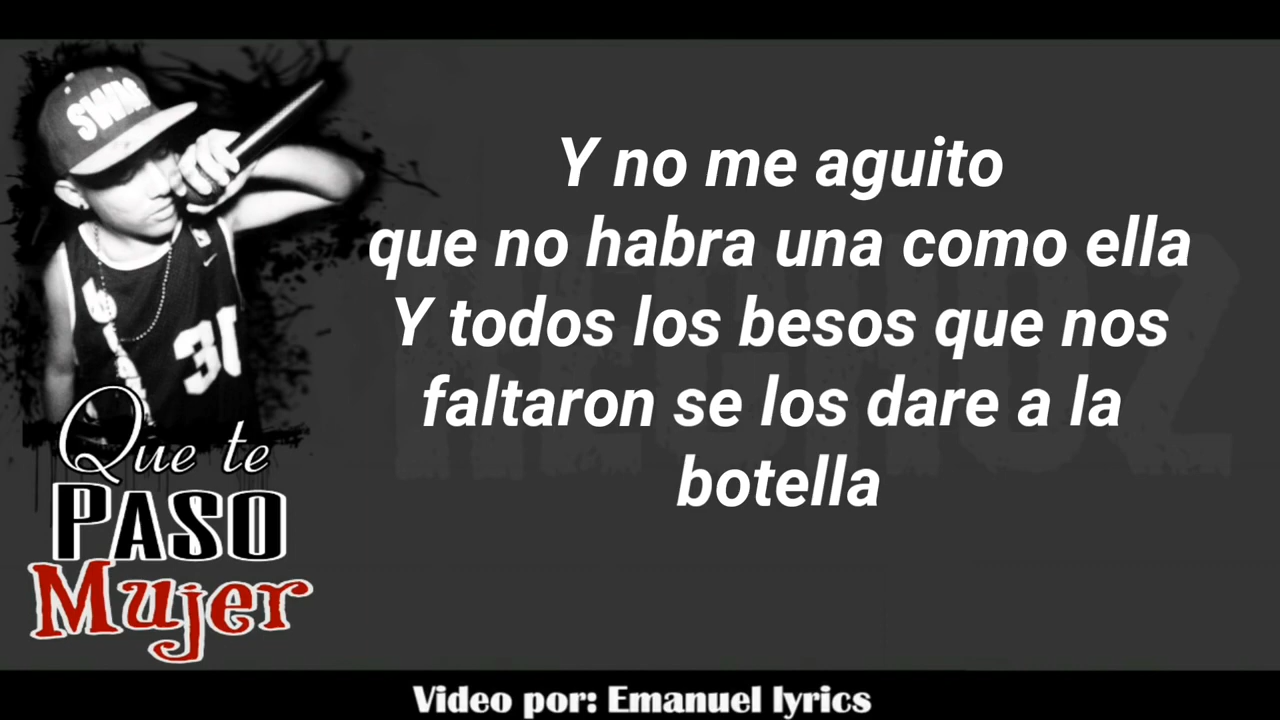 SWAG
Y no me aguito
que no habra una como ella
Y todos los besos que nos
faltaron se los dare a la
botella
31
Que te
PASO
Mujer
Video por: Emanuel lyrics